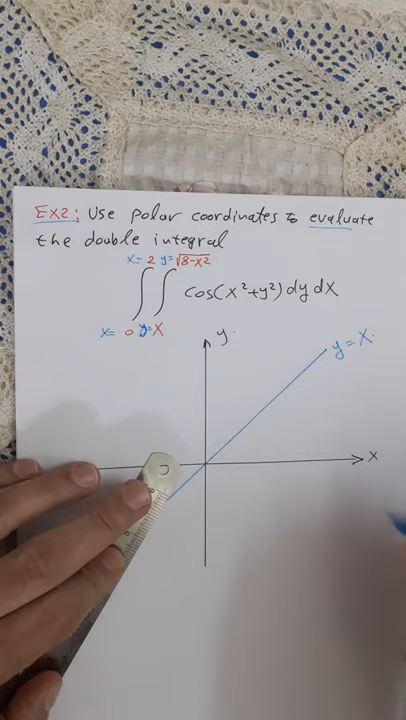 EX2: Use polar coordinates to evaluate
the double integral
x=2 y=√8-x²
∫∫ cos(x²+y²) dy dx
x=0 y=x
y
y=x
x